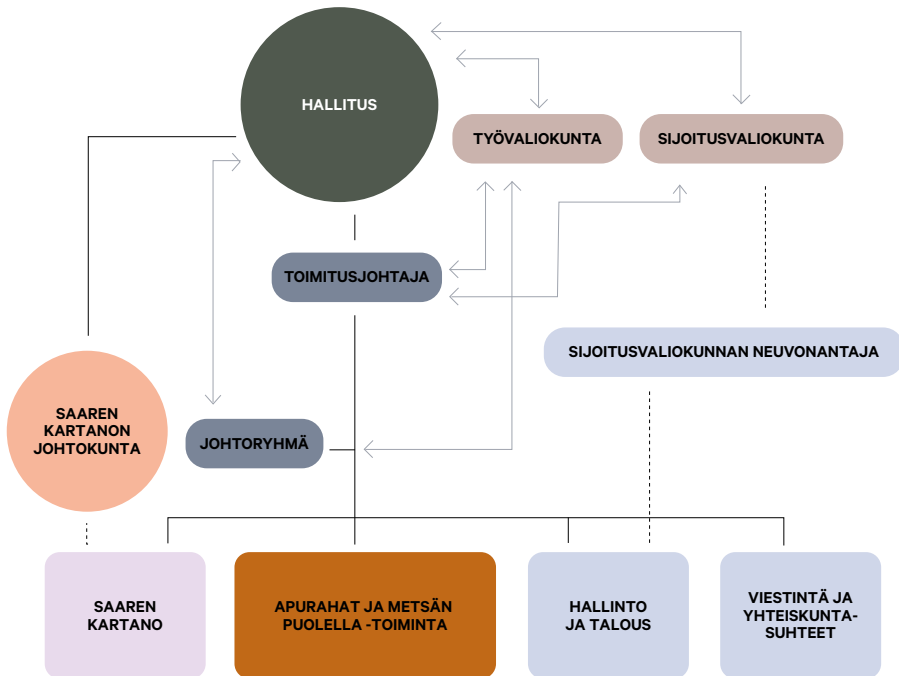 HALLITUS
TYÖVALIOKUNTA
SIJOITUSVALIOKUNTA
TOIMITUSJOHTAJA
SIJOITUSVALIOKUNNAN NEUVONANTAJA
SAAREN
KARTANON
JOHTOKUNTA
JOHTORYHMÄ
SAAREN
KARTANO
APURAHAT JA METSÄN
PUOLELLA -TOIMINTA
HALLINTO
JA TALOUS
VIESTINTÄ JA
YHTEISKUNTA-
SUHTEET